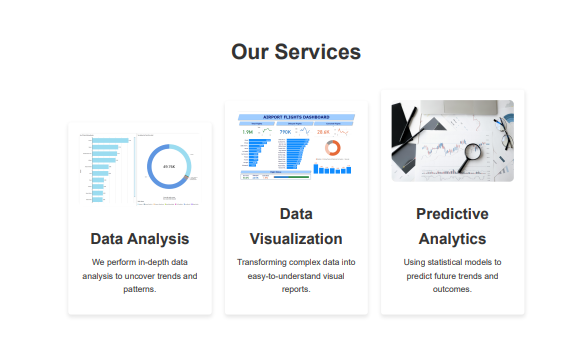 Our Services
AIRPORT FLIGHTS DASHBOARD
1.9M
790K
28.6K
Data Analysis
We perform in-depth data
analysis to uncover trends and
patterns.
Data
Visualization
Transforming complex data into
easy-to-understand visual
reports.
Predictive
Analytics
Using statistical models to
predict future trends and
outcomes.